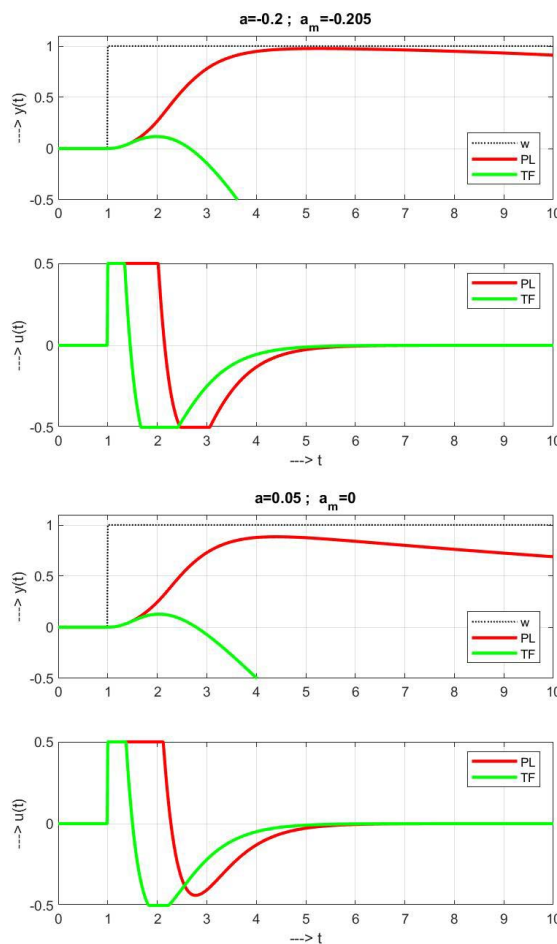 a=-0.2 ; a_m=-0.205
---> y(t)
1
0.5
0
-0.5
w
PL
TF
0 1 2 3 4 5 6 7 8 9 10
---> u(t)
0.5
0
-0.5
PL
TF
0 1 2 3 4 5 6 7 8 9 10
---> t
a=0.05 ; a_m=0
---> y(t)
1
0.5
0
-0.5
w
PL
TF
0 1 2 3 4 5 6 7 8 9 10
---> u(t)
0.5
0
-0.5
PL
TF
0 1 2 3 4 5 6 7 8 9 10
---> t